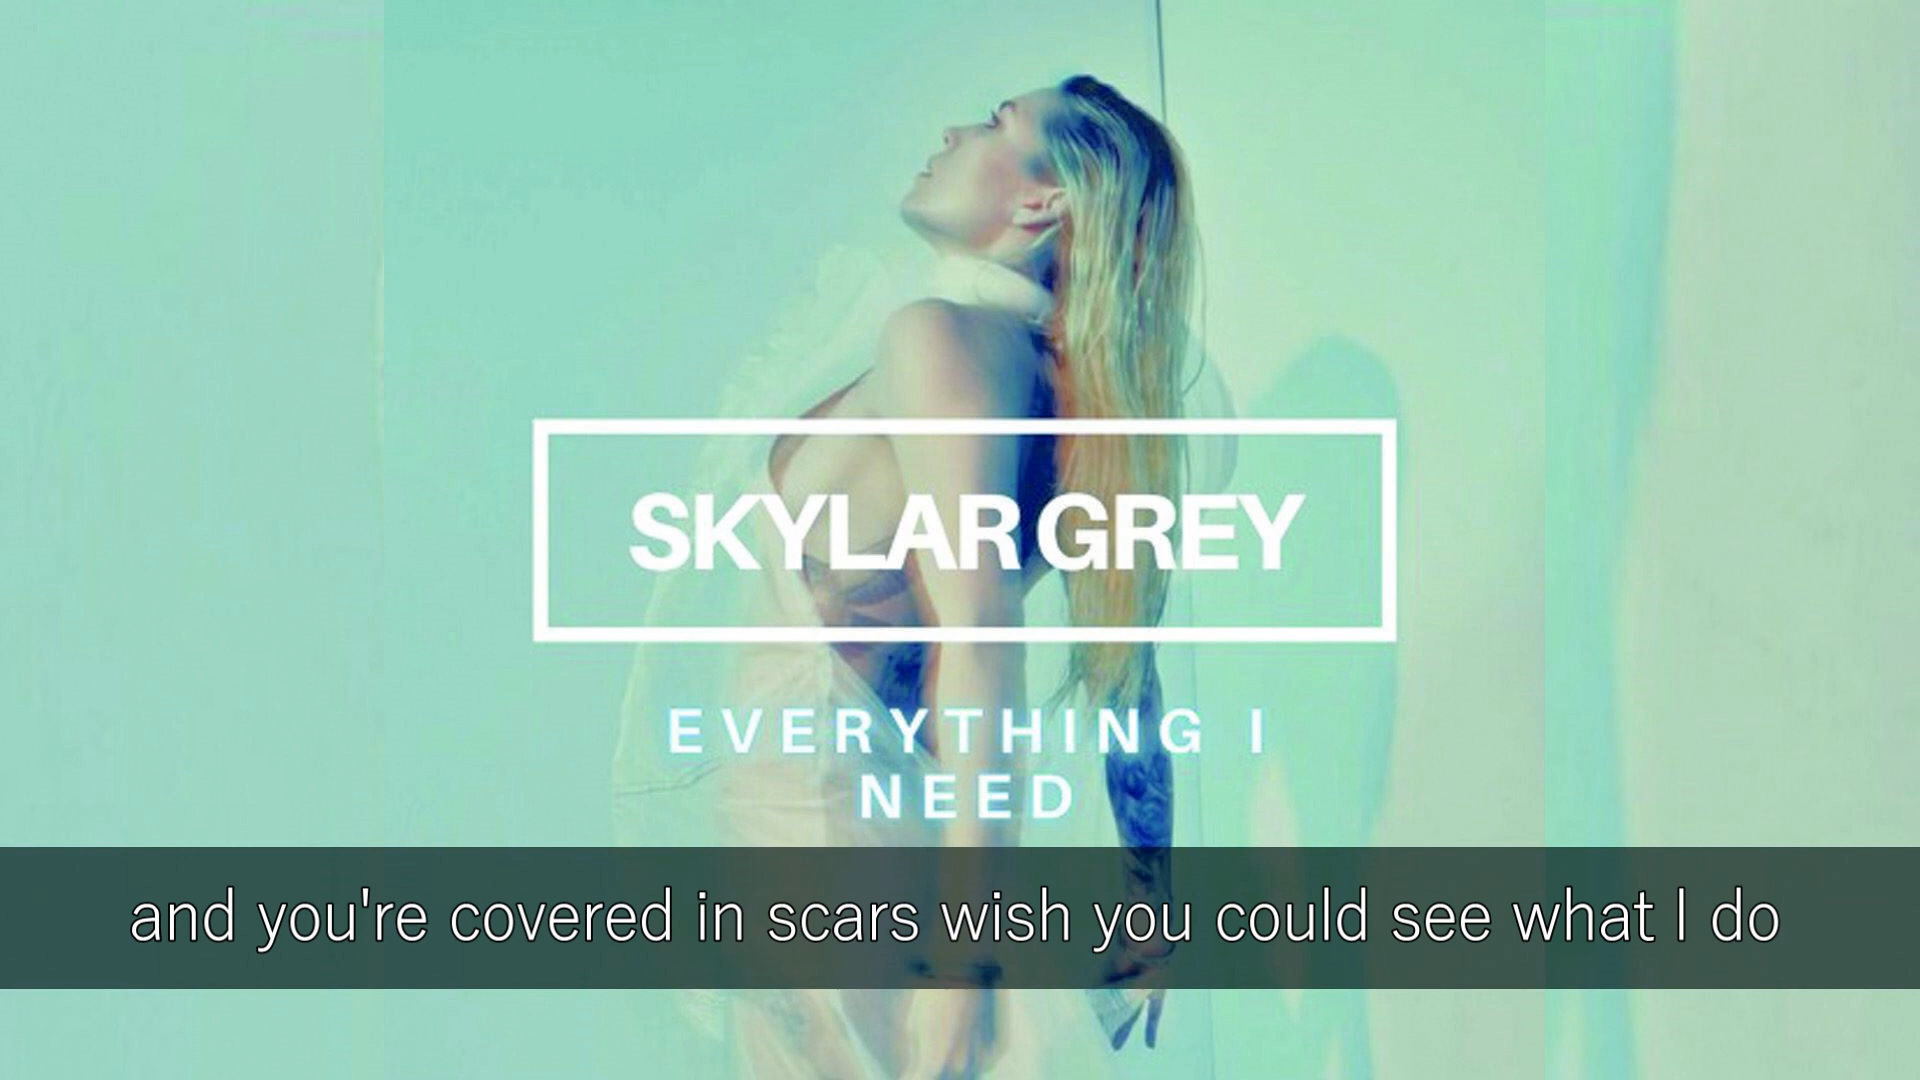 SKYLAR GREY
EVERYTHING I
NEED
and you're covered in scars wish you could see what I do